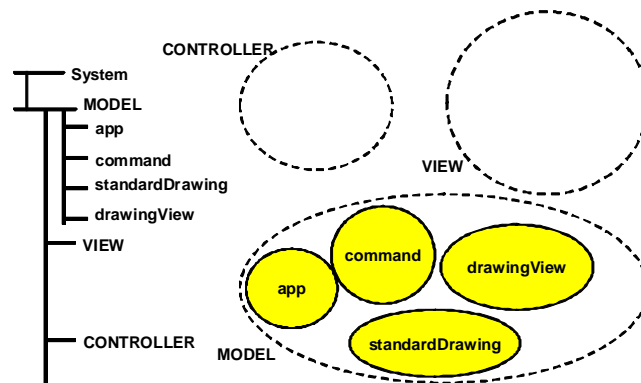 System
MODEL
app
command
standardDrawing
drawingView
VIEW
CONTROLLER
CONTROLLER
VIEW
command
drawingView
app
standardDrawing
MODEL